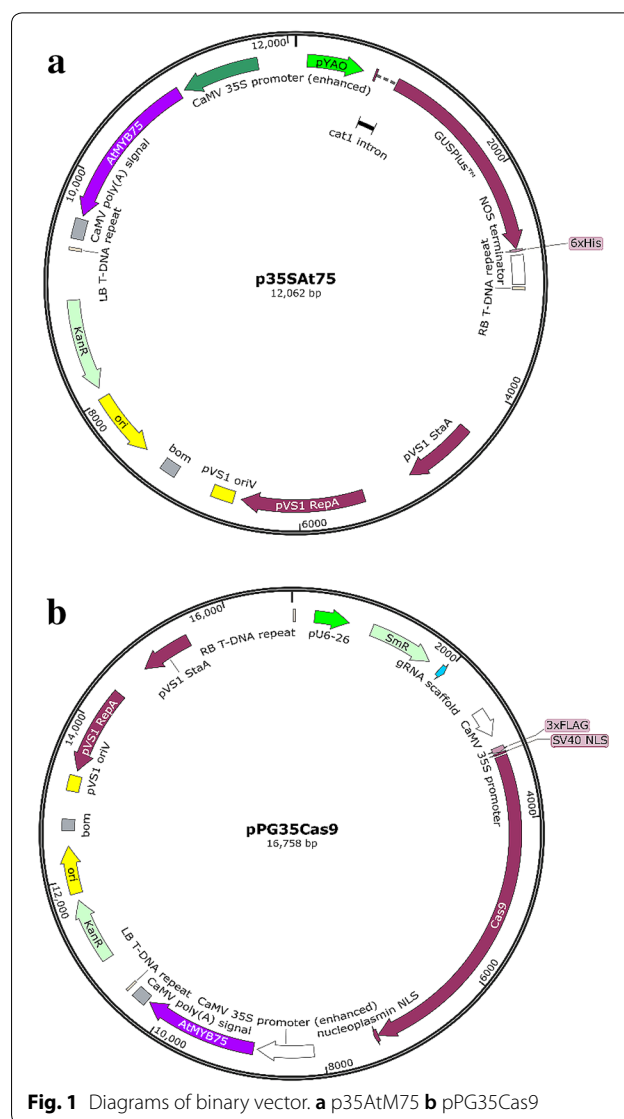 a
12,000
pYAO
CaMV 35S promoter (enhanced)
cat1 intron
GUSPlus™
2000
AtMYB75
10,000
CaMV poly(A) signal
LB T-DNA repeat
NOS terminator
RB T-DNA repeat
6xHis
p35SAt75
12,062 bp
KanR
8000
ori
bom
pVS1 oriV
pVS1 RepA
6000
pVS1 StaA
4000
b
16,000
RB T-DNA repeat
pU6-26
SmR
2000
gRNA scaffold
pVS1 StaA
CaMV 35S promoter
3xFLAG
SV40 NLS
14,000
pVS1 RepA
pVS1 oriV
bom
pPG35Cas9
16,758 bp
4000
Cas9
ori
12,000
KanR
6000
LB T-DNA repeat
CaMV poly(A) signal
CaMV 35S promoter (enhanced)
nucleoplasmin NLS
AtMYB75
10,000
8000
Fig. 1 Diagrams of binary vector. a p35AtM75 b pPG35Cas9